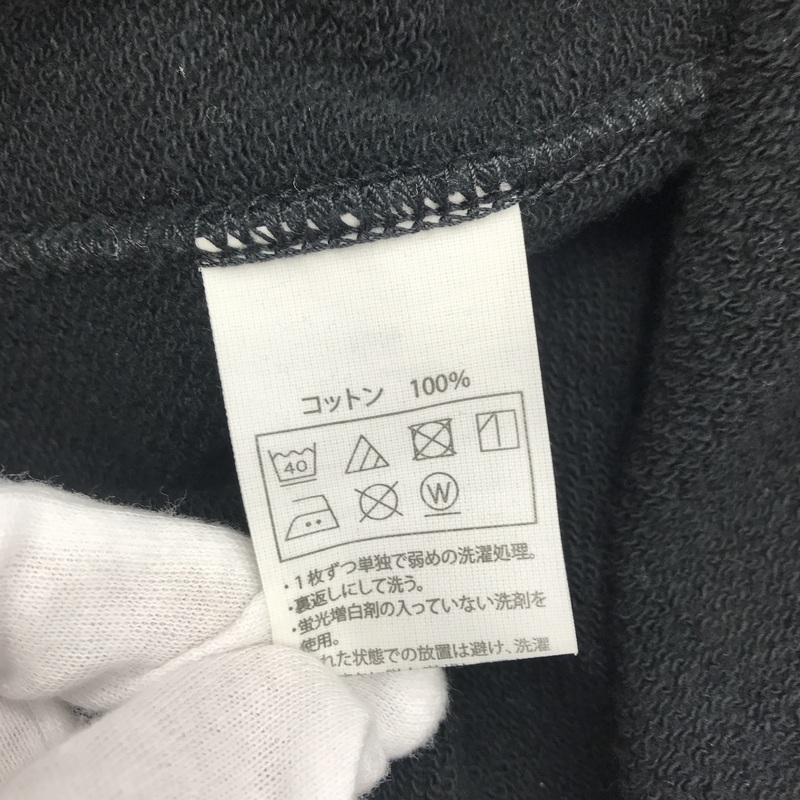 コットン 100%
40
W
・1枚ずつ単独で弱めの洗濯処理。
・裏返しにして洗う。
・蛍光増白剤の入っていない洗剤を
使用。
れた状態での放置は避け、洗濯